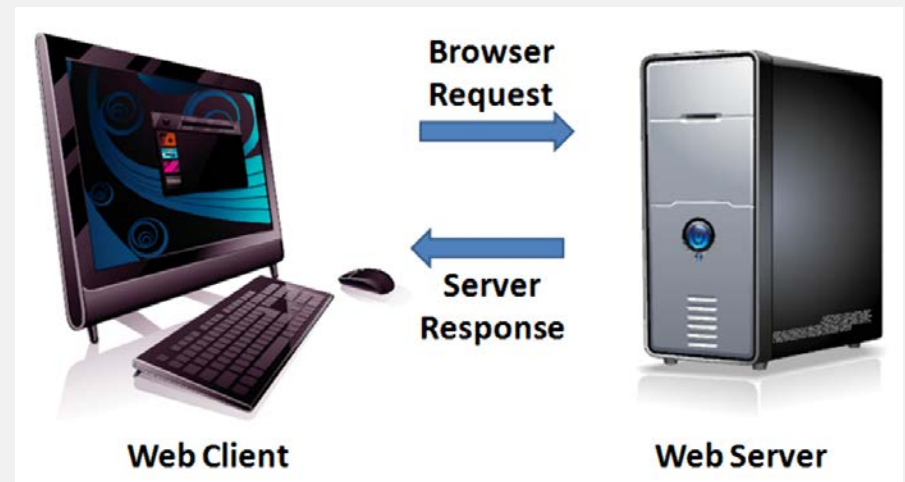 Browser
Request
Server
Response
Web Client
Web Server